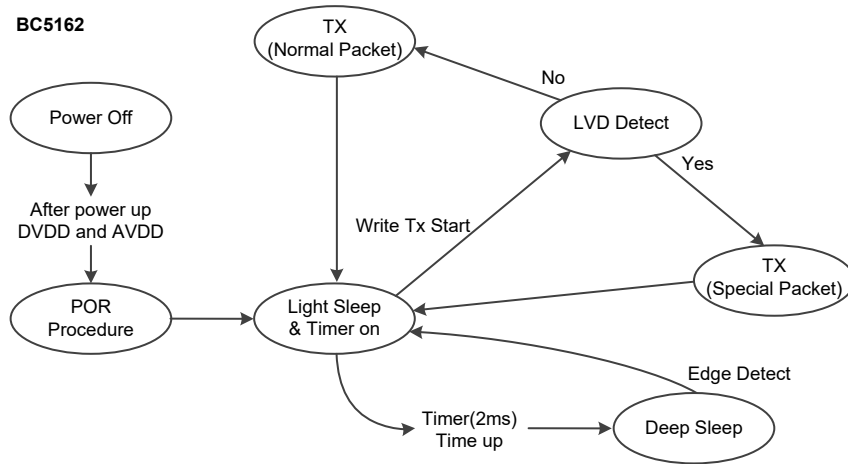 BC5162
TX
(Normal Packet)
No
Power Off
LVD Detect
Yes
After power up
DVDD and AVDD
Write Tx Start
TX
(Special Packet)
POR
Procedure
Light Sleep
& Timer on
Edge Detect
Timer(2ms)
Time up
Deep Sleep